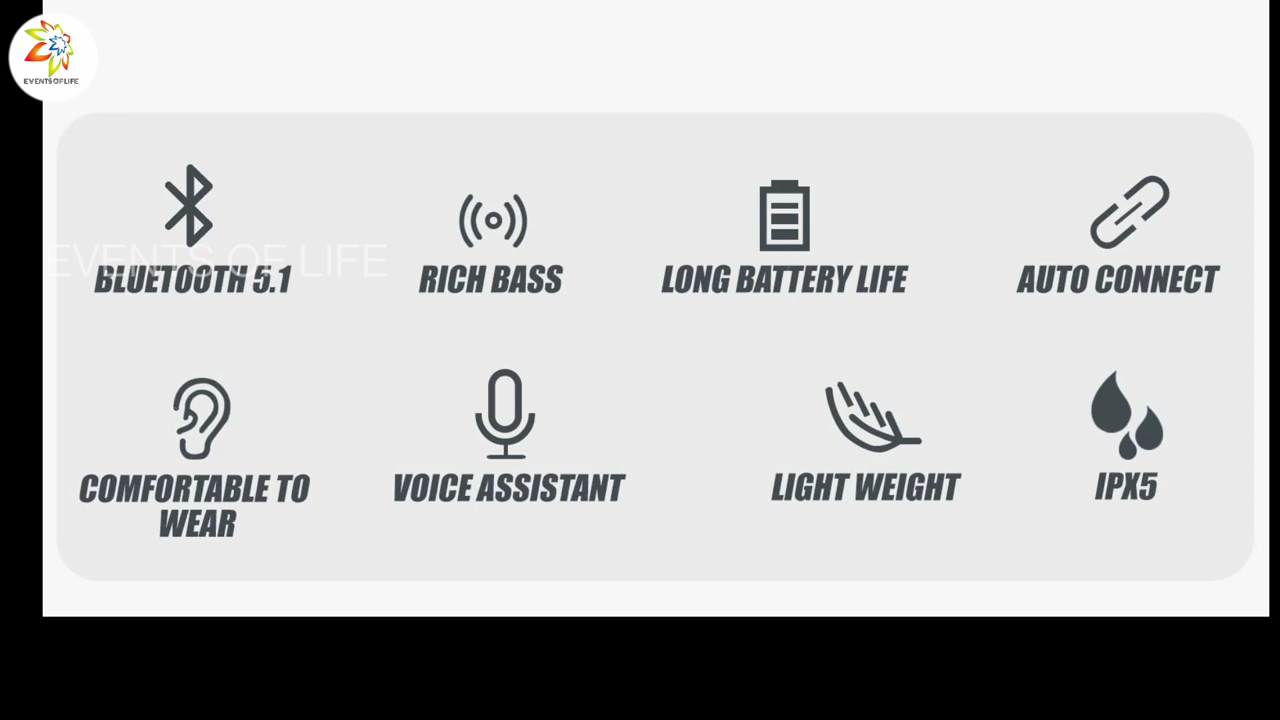 EVENTS OF LIFE
EVENTS OF LIFE
BLUETOOTH 5.1
RICH BASS
LONG BATTERY LIFE
AUTO CONNECT
COMFORTABLE TO
WEAR
VOICE ASSISTANT
LIGHT WEIGHT
IPX5